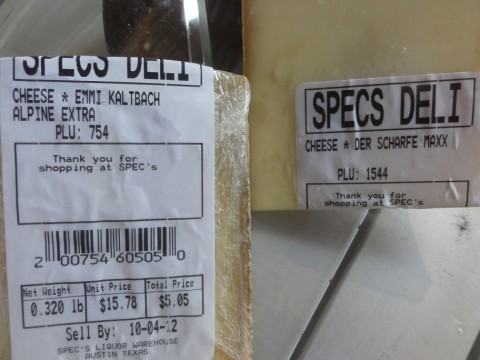 SPECS DELI
CHEESE * EMMI KALTBACH
ALPINE EXTRA
PLU: 754
Thank you for
shopping at SPEC's
2 00754 60505 0
Net Weight Unit Price Total Price
0.320 lb $15.78 $5.05
Sell By: 10-04-12
SPEC'S LIQUOR WAREHOUSE
AUSTIN TEXAS
SPECS DELI
CHEESE * DER SCHARFE MAXX
PLU: 1544
Thank you for
shopping at SPEC's